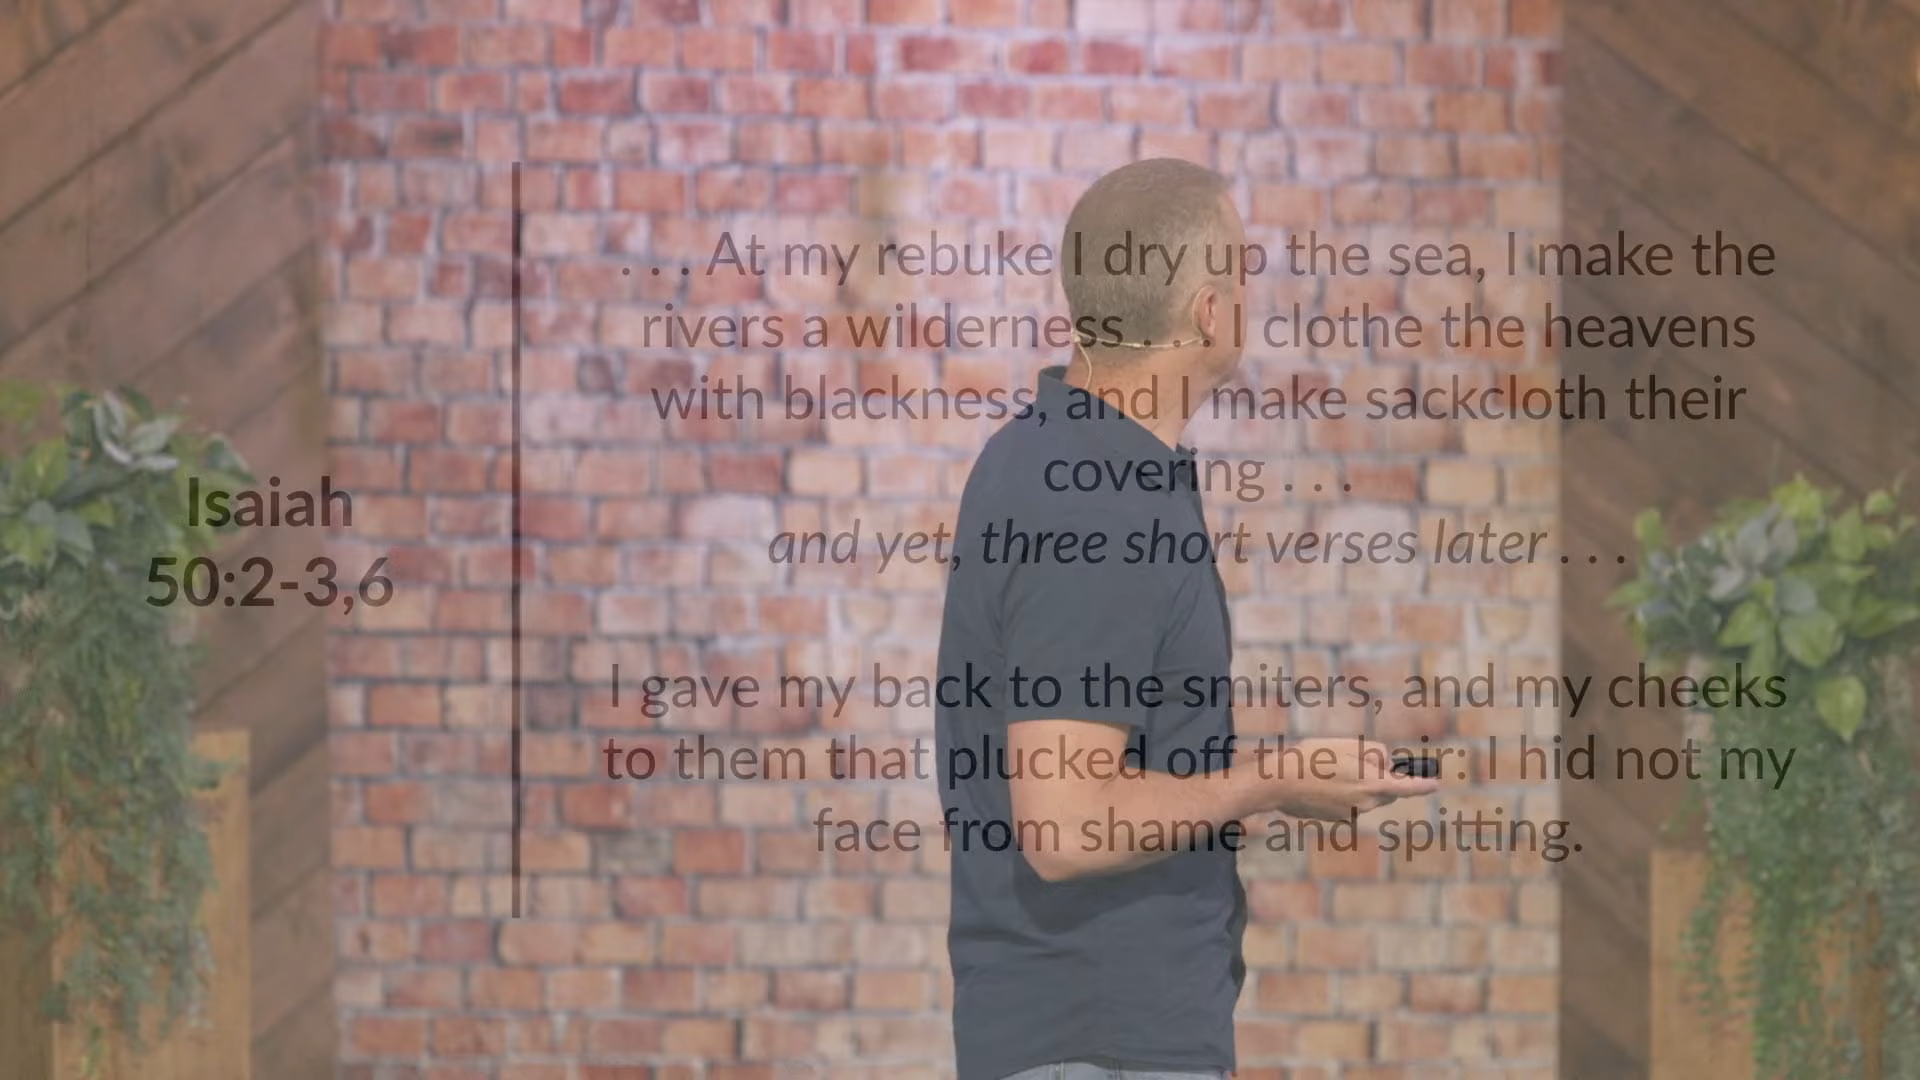 Isaiah
50:2-3,6
. . . At my rebuke I dry up the sea, I make the
rivers a wilderness . . . I clothe the heavens
with blackness, and I make sackcloth their
covering . . .
and yet, three short verses later . . .
I gave my back to the smiters, and my cheeks
to them that plucked off the hair: I hid not my
face from shame and spitting.